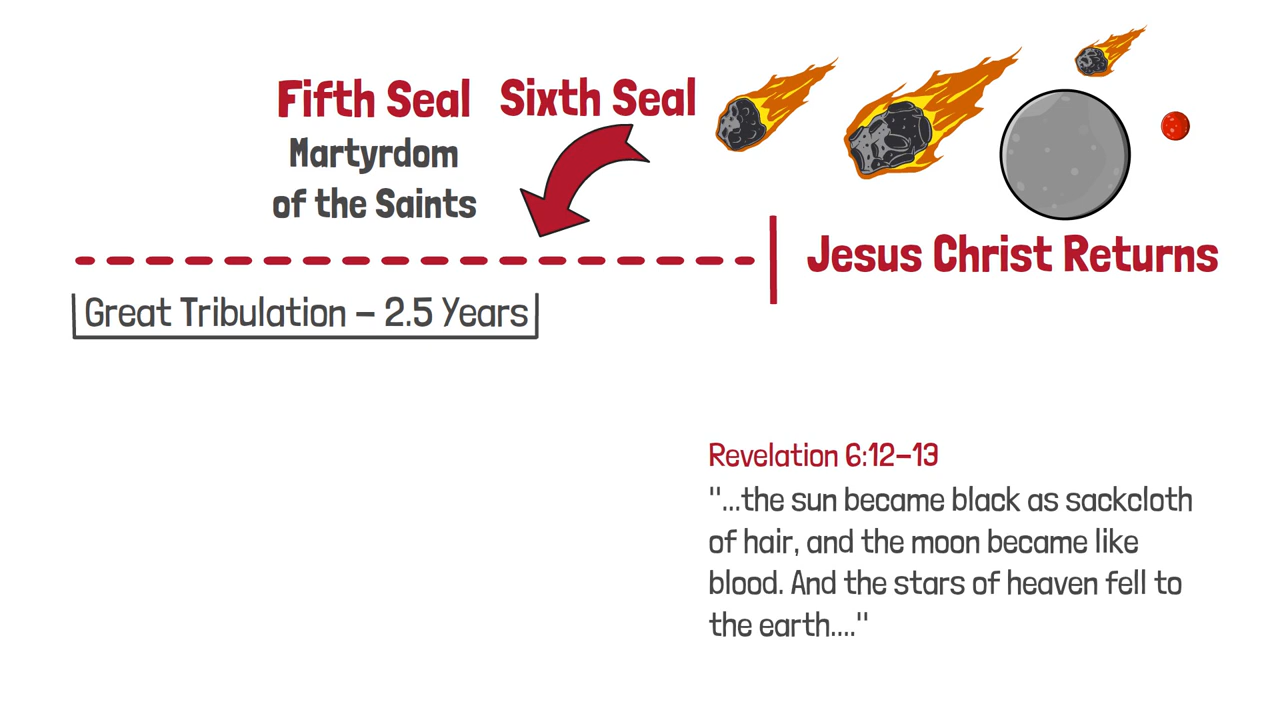 Fifth Seal
Martyrdom
of the Saints
Sixth Seal
Jesus Christ Returns
Great Tribulation – 2.5 Years
Revelation 6:12–13
"...the sun became black as sackcloth
of hair, and the moon became like
blood. And the stars of heaven fell to
the earth...."